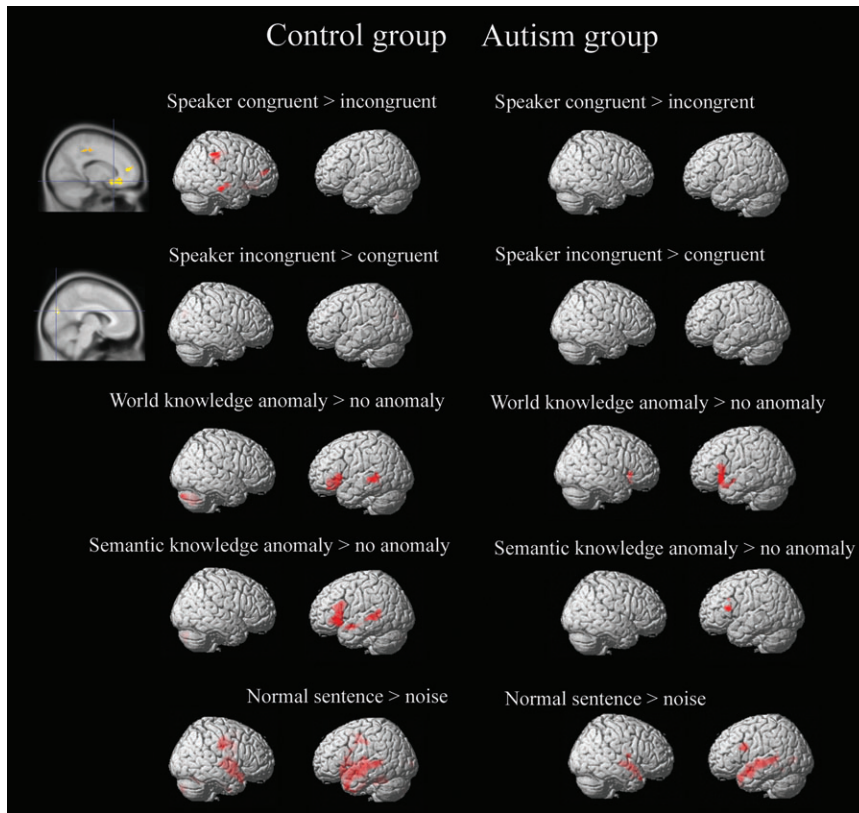 Control group Autism group
Speaker congruent > incongruent Speaker congruent > incongrent
Speaker incongruent > congruent Speaker incongruent > congruent
World knowledge anomaly > no anomaly World knowledge anomaly > no anomaly
Semantic knowledge anomaly > no anomaly Semantic knowledge anomaly > no anomaly
Normal sentence > noise Normal sentence > noise